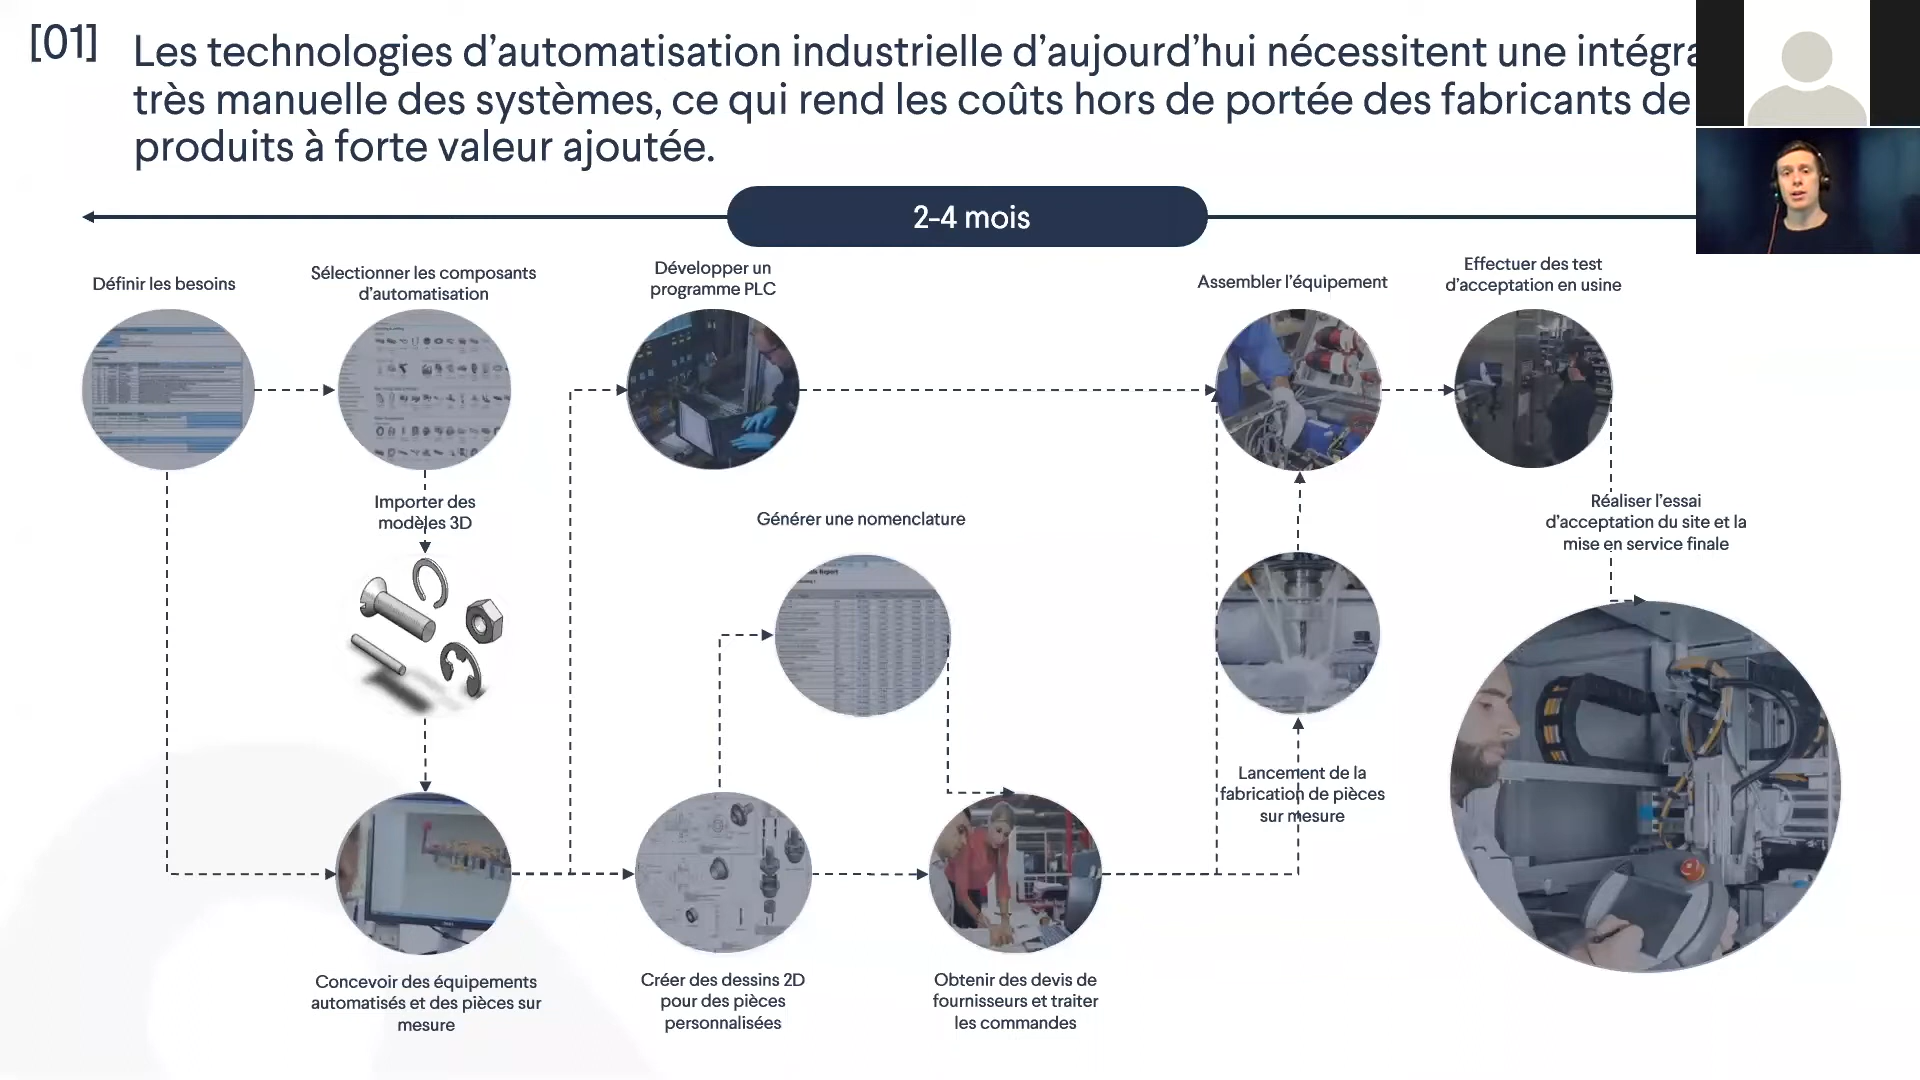 [01]
Les technologies d’automatisation industrielle d’aujourd’hui nécessitent une
très manuelle des systèmes, ce qui rend les coûts hors de portée des fabricants de
produits à forte valeur ajoutée.
2-4 mois
Définir les besoins
Sélectionner les composants
d’automatisation
Développer un
programme PLC
Assembler l’équipement
Effectuer des test
d’acceptation en usine
Importer des
modèles 3D
Générer une nomenclature
Réaliser l’essai
d’acceptation du site et la
mise en service finale
Lancement de la
fabrication de pièces
sur mesure
Concevoir des équipements
automatisés et des pièces sur
mesure
Créer des dessins 2D
pour des pièces
personnalisées
Obtenir des devis de
fournisseurs et traiter
les commandes